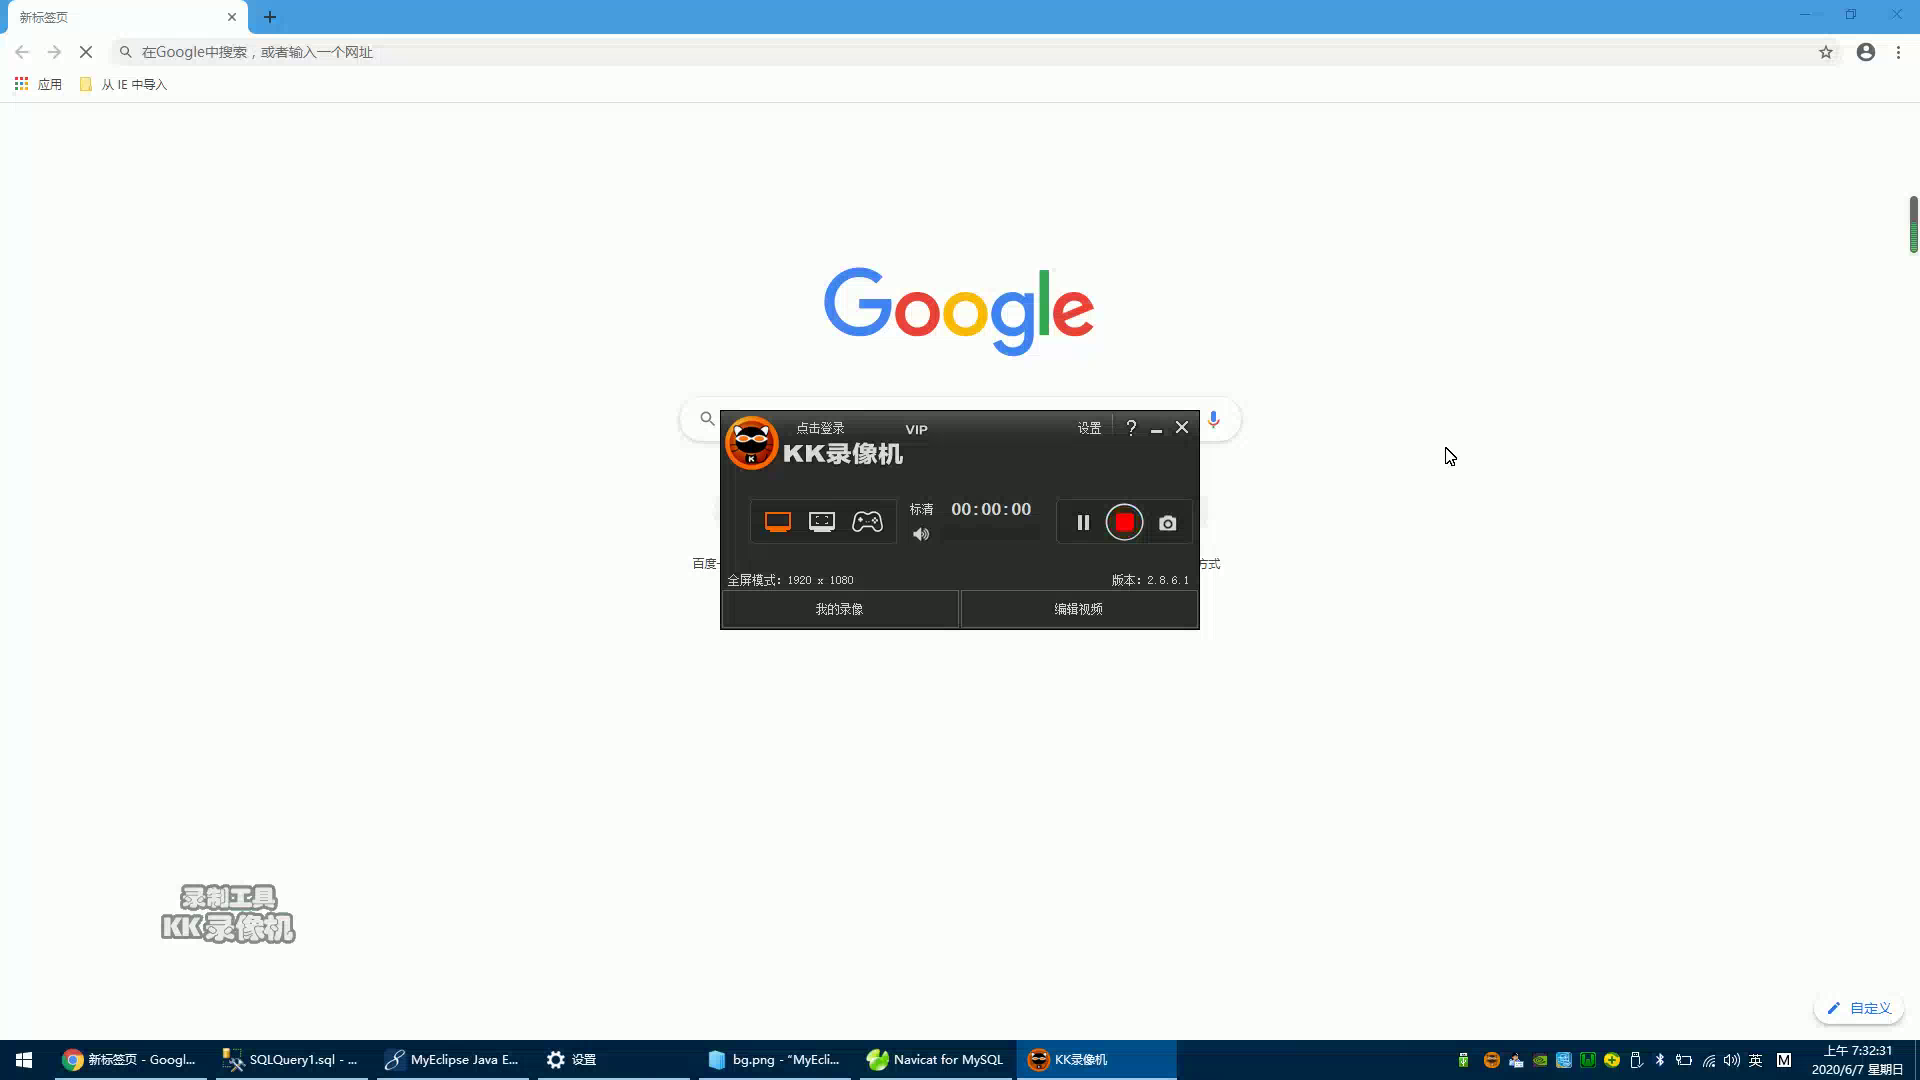 新标签页
在Google中搜索，或者输入一个网址
应用
从 IE 中导入
Google
点击登录
VIP
设置
KK录像机
标清
00:00:00
百度一
方式
全屏模式: 1920 x 1080
版本: 2.8.6.1
我的录像
编辑视频
录制工具
KK录像机
自定义
新标签页 - Googl...
SQLQuery1.sql - ...
MyEclipse Java E...
设置
bg.png - "MyEcli...
Navicat for MySQL
KK录像机
英
M
上午 7:32:31
2020/6/7 星期日